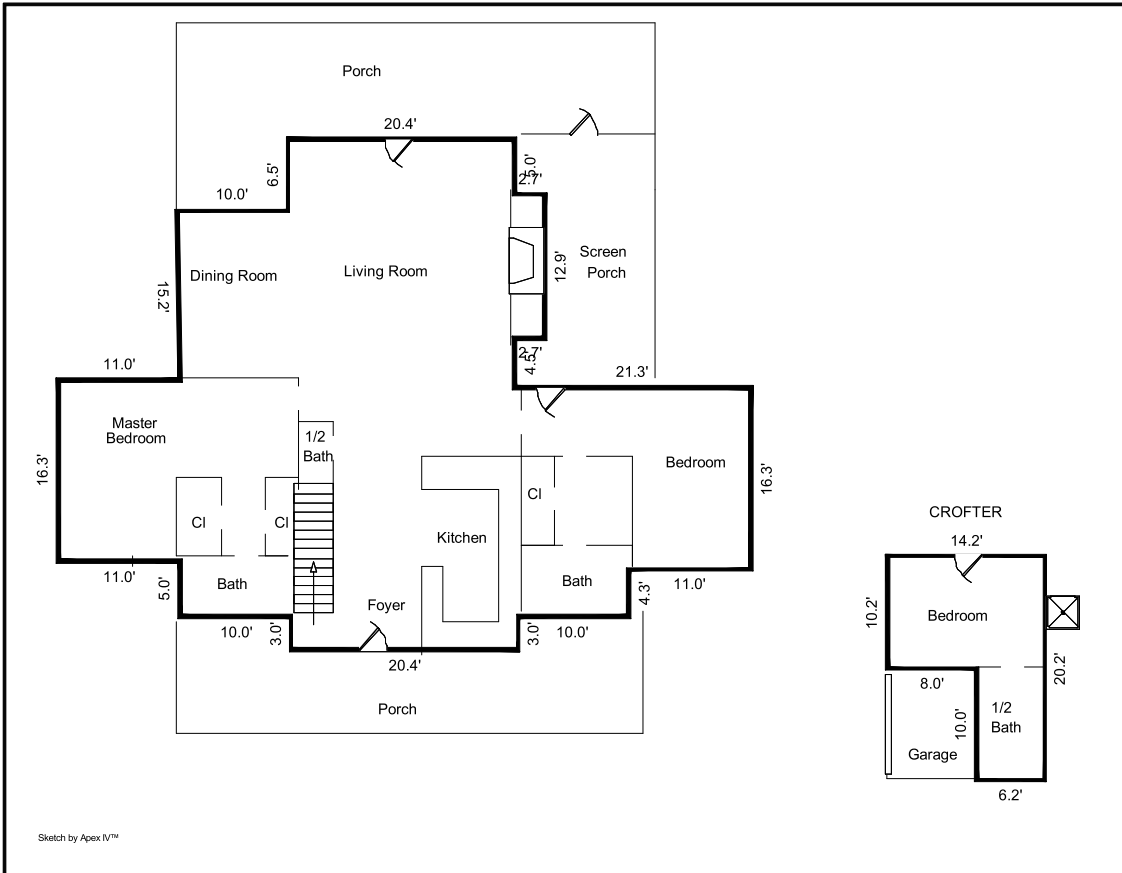 Porch
20.4'
6.5'
5.0'
2.7'
10.0'
Dining Room
Living Room
12.9'
Screen
Porch
15.2'
2.7'
4.5'
11.0'
21.3'
Master
Bedroom
1/2
Bath
Bedroom
16.3'
16.3'
Cl
Cl
Cl
Kitchen
11.0'
5.0'
Bath
Bath
4.3'
11.0'
Foyer
10.0'
3.0'
3.0'
10.0'
20.4'
Porch
CROFTER
14.2'
10.2'
Bedroom
20.2'
8.0'
10.0'
1/2
Bath
Garage
6.2'
Sketch by Apex IV™